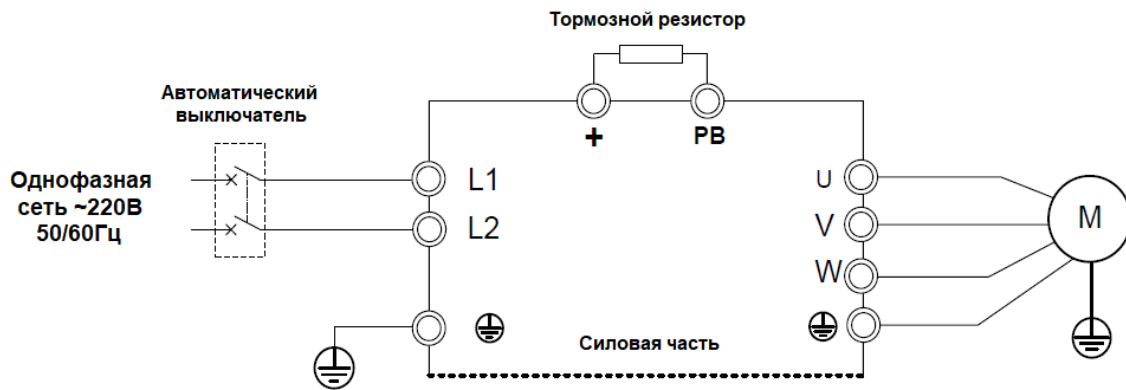 Тормозной резистор
Автоматический
выключатель
+
PB
Однофазная
сеть ~220В
50/60Гц
L1
L2
U
V
W
M
Силовая часть